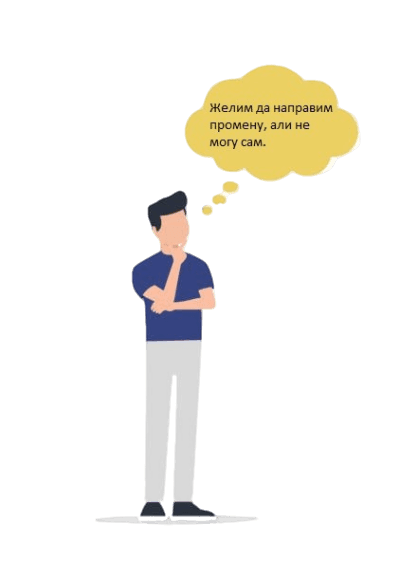 Желим да направим
промену, али не
могу сам.